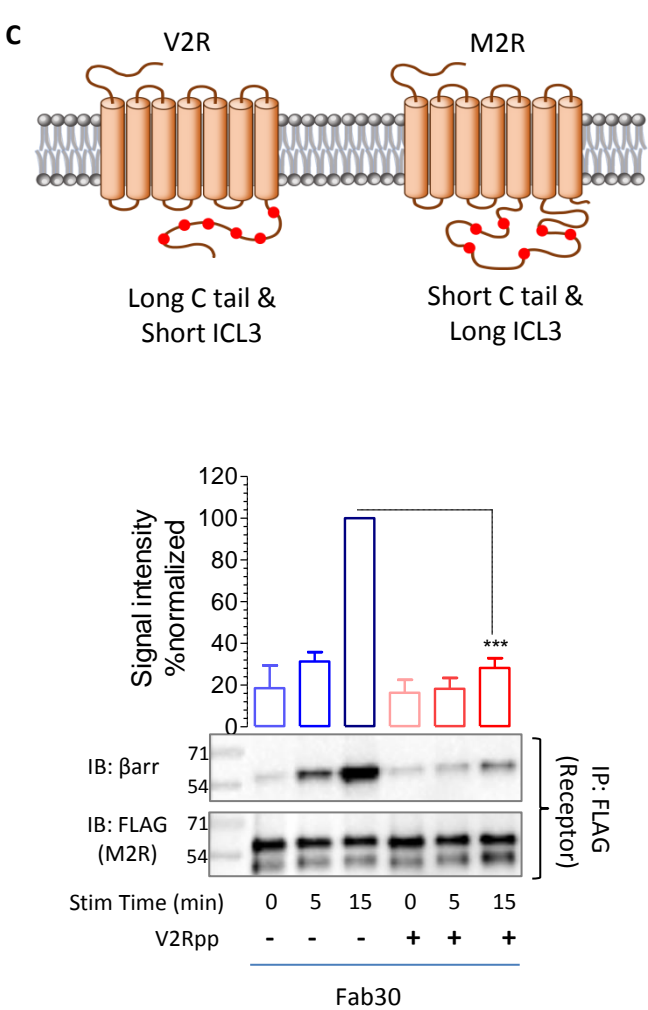 C
V2R
M2R
Long C tail &
Short ICL3
Short C tail &
Long ICL3
Signal intensity
%normalized
120
100
80
60
40
20
0
***
IB: βarr
71
54
IB: FLAG
(M2R)
71
54
IP: FLAG
(Receptor)
Stim Time (min) 0 5 15 0 5 15
V2Rpp - - - + + +
Fab30